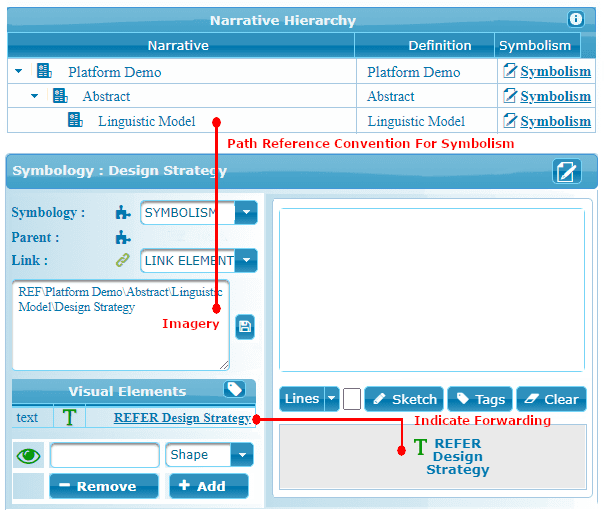 Narrative Hierarchy
Narrative Definition Symbolism
Platform Demo Platform Demo Symbolism
Abstract Abstract Symbolism
Linguistic Model Linguistic Model Symbolism
Path Reference Convention For Symbolism
Symbology : Design Strategy
Symbology : SYMBOLISM
Parent :
Link : LINK ELEMENT
REF\Platform Demo\Abstract\Linguistic
Model\Design Strategy
Imagery
Visual Elements
text T REFER Design Strategy
Shape
Remove Add
Lines Sketch Tags Clear
Indicate Forwarding
T REFER
Design
Strategy